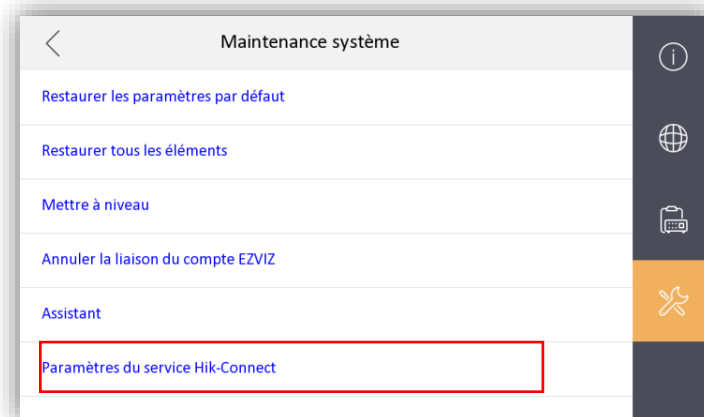 Maintenance système
Restaurer les paramètres par défaut
Restaurer tous les éléments
Mettre à niveau
Annuler la liaison du compte EZVIZ
Assistant
Paramètres du service Hik-Connect